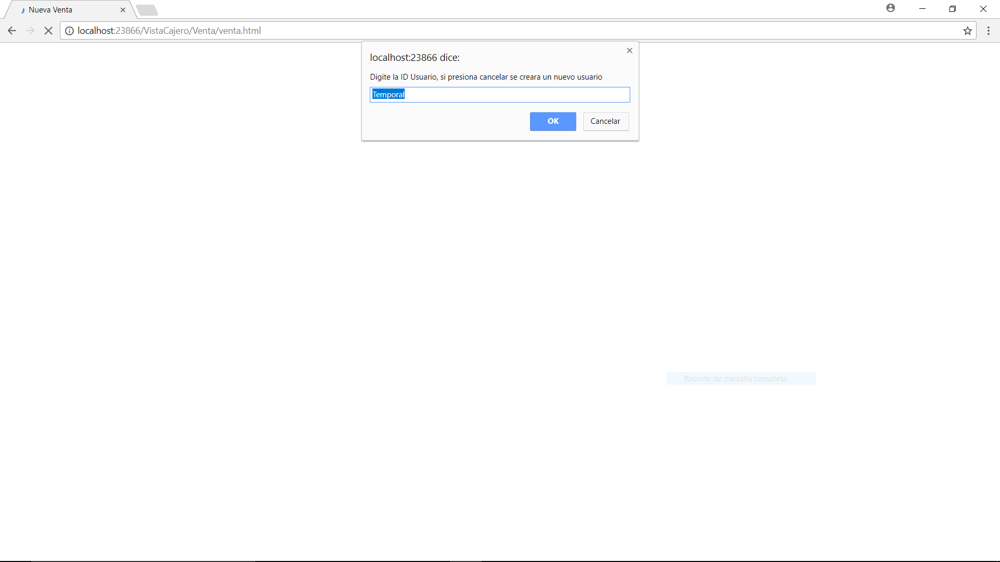 Nueva Venta
localhost:23866/VistaCajero/Venta/venta.html
localhost:23866 dice:
Digite la ID Usuario, si presiona cancelar se creara un nuevo usuario
Temporal
OK Cancelar
Recorte de pantalla completa